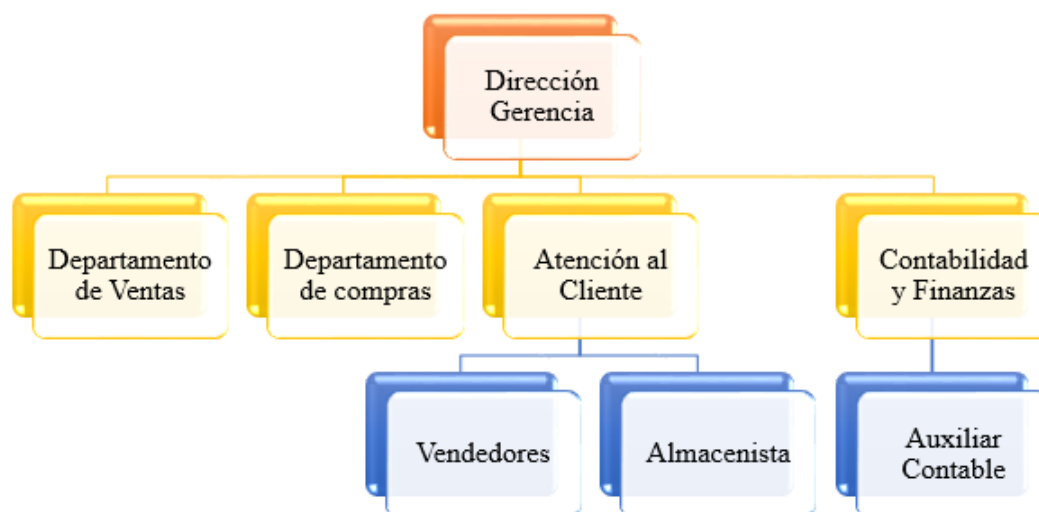 Dirección
Gerencia
Departamento
de Ventas
Departamento
de compras
Atención al
Cliente
Contabilidad
y Finanzas
Vendedores
Almacenista
Auxiliar
Contable